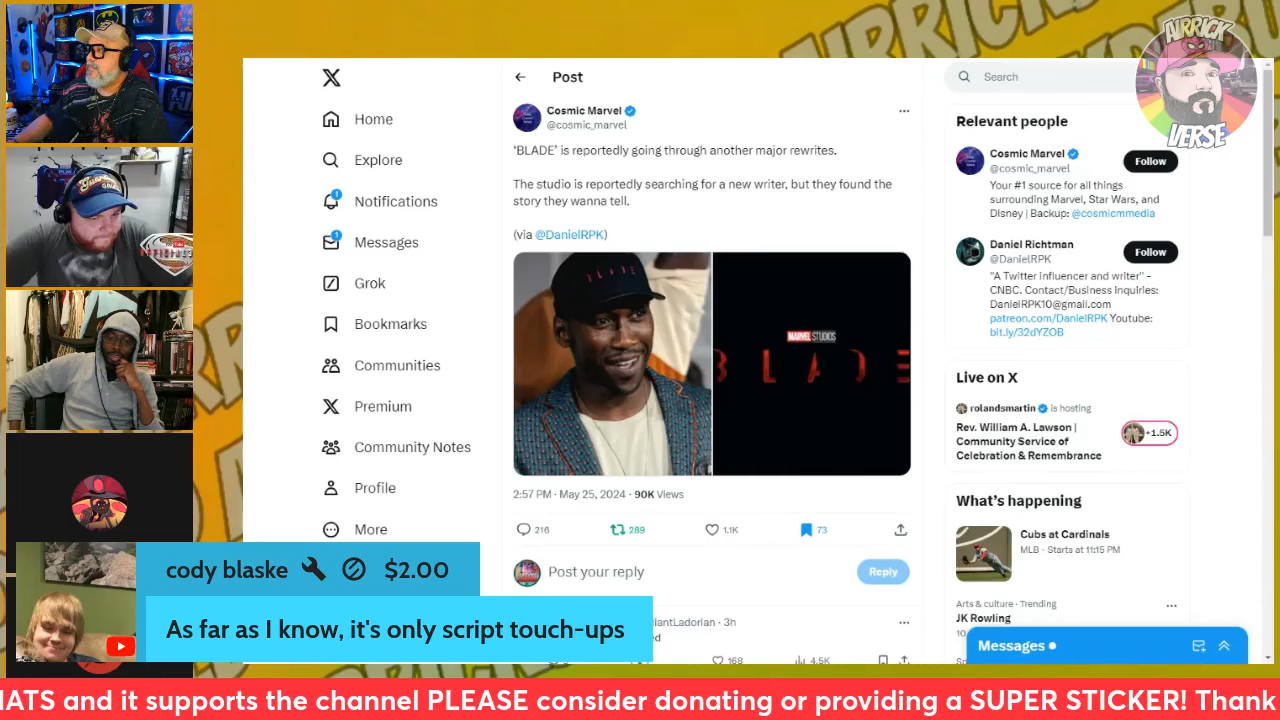 AIRRICK
VERSE
Post
Search
Home
Explore
Notifications
Messages
Grok
Bookmarks
Communities
Premium
Community Notes
Profile
More
Cosmic Marvel
@cosmic_marvel
‘BLADE’ is reportedly going through another major rewrites.
The studio is reportedly searching for a new writer, but they found the
story they wanna tell.
(via @DanielRPK)
BLADE
MARVEL STUDIOS
BLADE
2:57 PM · May 25, 2024 · 90K Views
216
289
1.1K
73
Post your reply
Reply
iantLadorian · 3h
168
4.5K
Relevant people
Cosmic Marvel
@cosmic_marvel
Follow
Your #1 source for all things
surrounding Marvel, Star Wars, and
Disney | Backup: @cosmicmmedia
Daniel Richtman
@DanielRPK
Follow
"A Twitter influencer and writer" –
CNBC. Contact/Business Inquiries:
DanielRPK10@gmail.com
patreon.com/DanielRPK Youtube:
bit.ly/32dYZOB
Live on X
rolandsmartin is hosting
Rev. William A. Lawson |
Community Service of
Celebration & Remembrance
+1.5K
What’s happening
Cubs at Cardinals
MLB · Starts at 11:15 PM
Arts & culture · Trending
JK Rowling
Messages
cody blaske $2.00
As far as I know, it's only script touch-ups
HATS and it supports the channel PLEASE consider donating or providing a SUPER STICKER! Thank